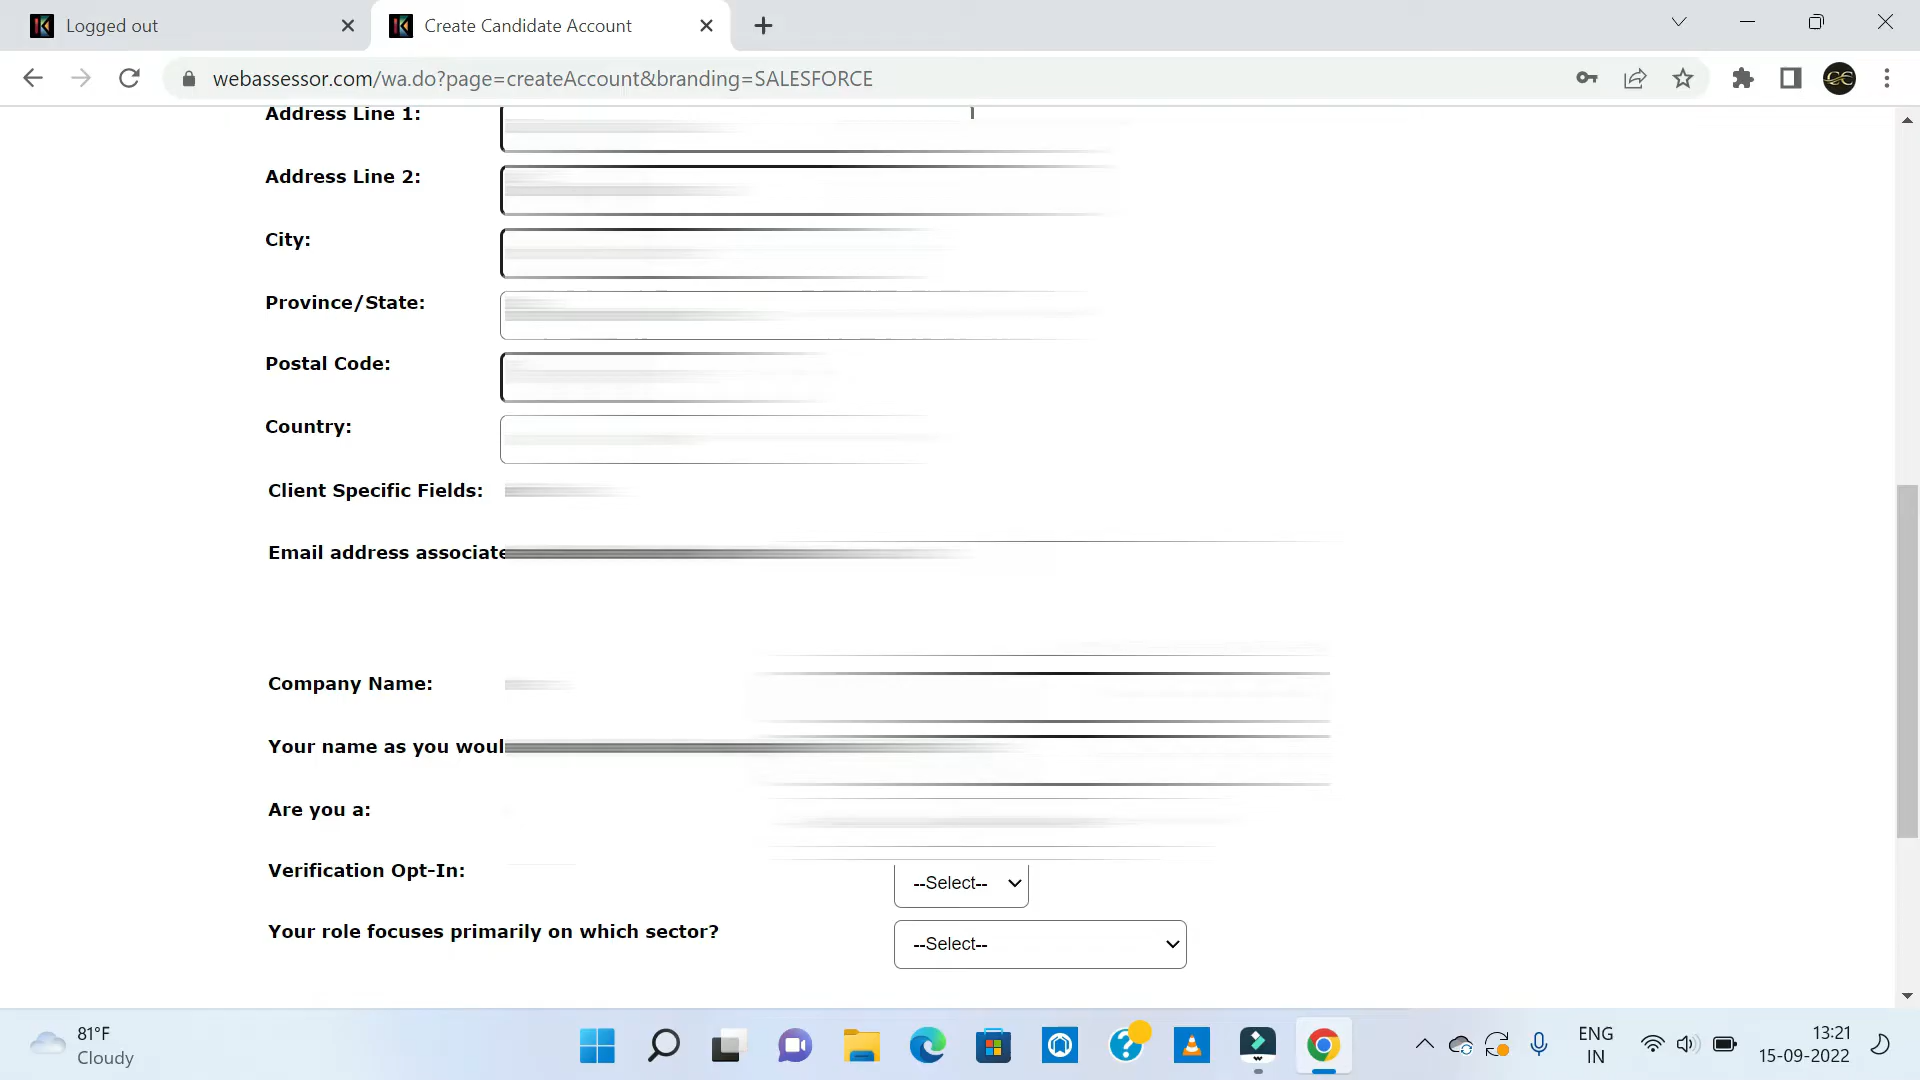 Logged out
Create Candidate Account
webassessor.com/wa.do?page=createAccount&branding=SALESFORCE
Address Line 1:
Address Line 2:
City:
Province/State:
Postal Code:
Country:
Client Specific Fields:
Email address associate
Company Name:
Your name as you woul
Are you a:
Verification Opt-In:
--Select--
Your role focuses primarily on which sector?
--Select--
81°F
Cloudy
ENG
IN
13:21
15-09-2022